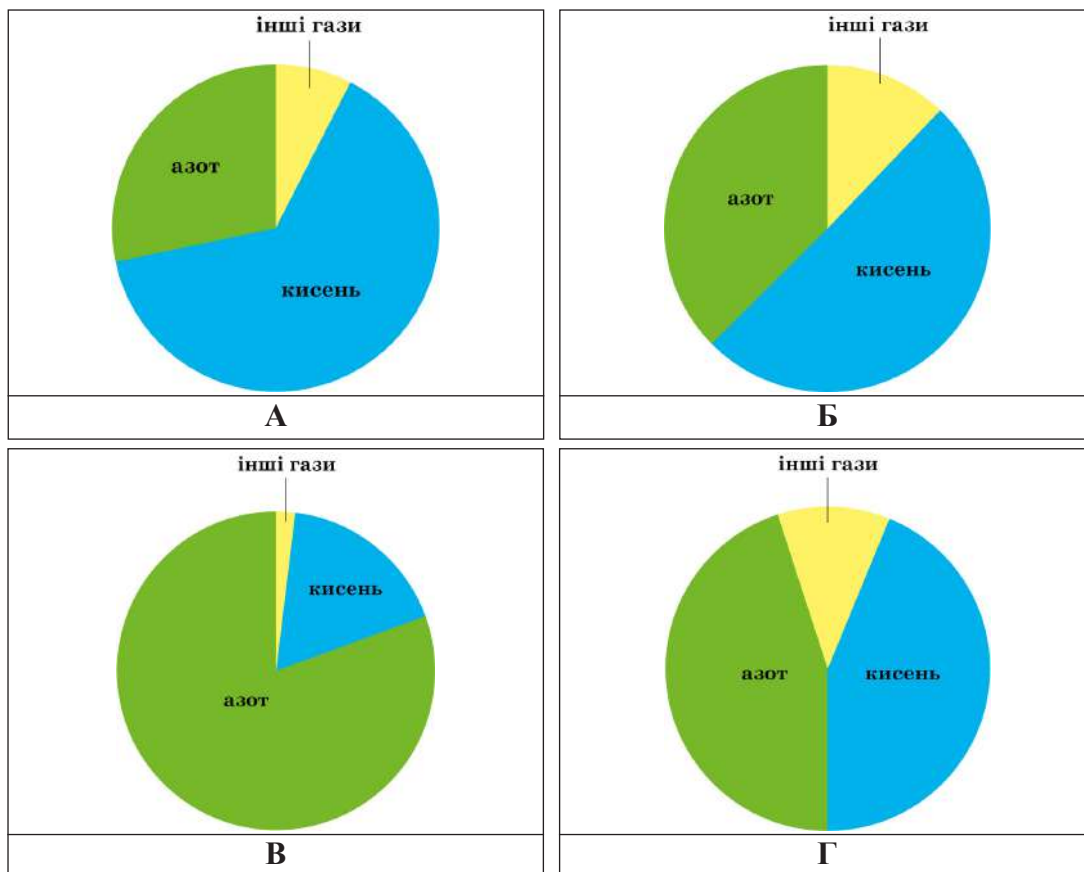 інші гази
азот
кисень
А
інші гази
азот
кисень
Б
інші гази
кисень
азот
В
інші гази
азот
кисень
Г